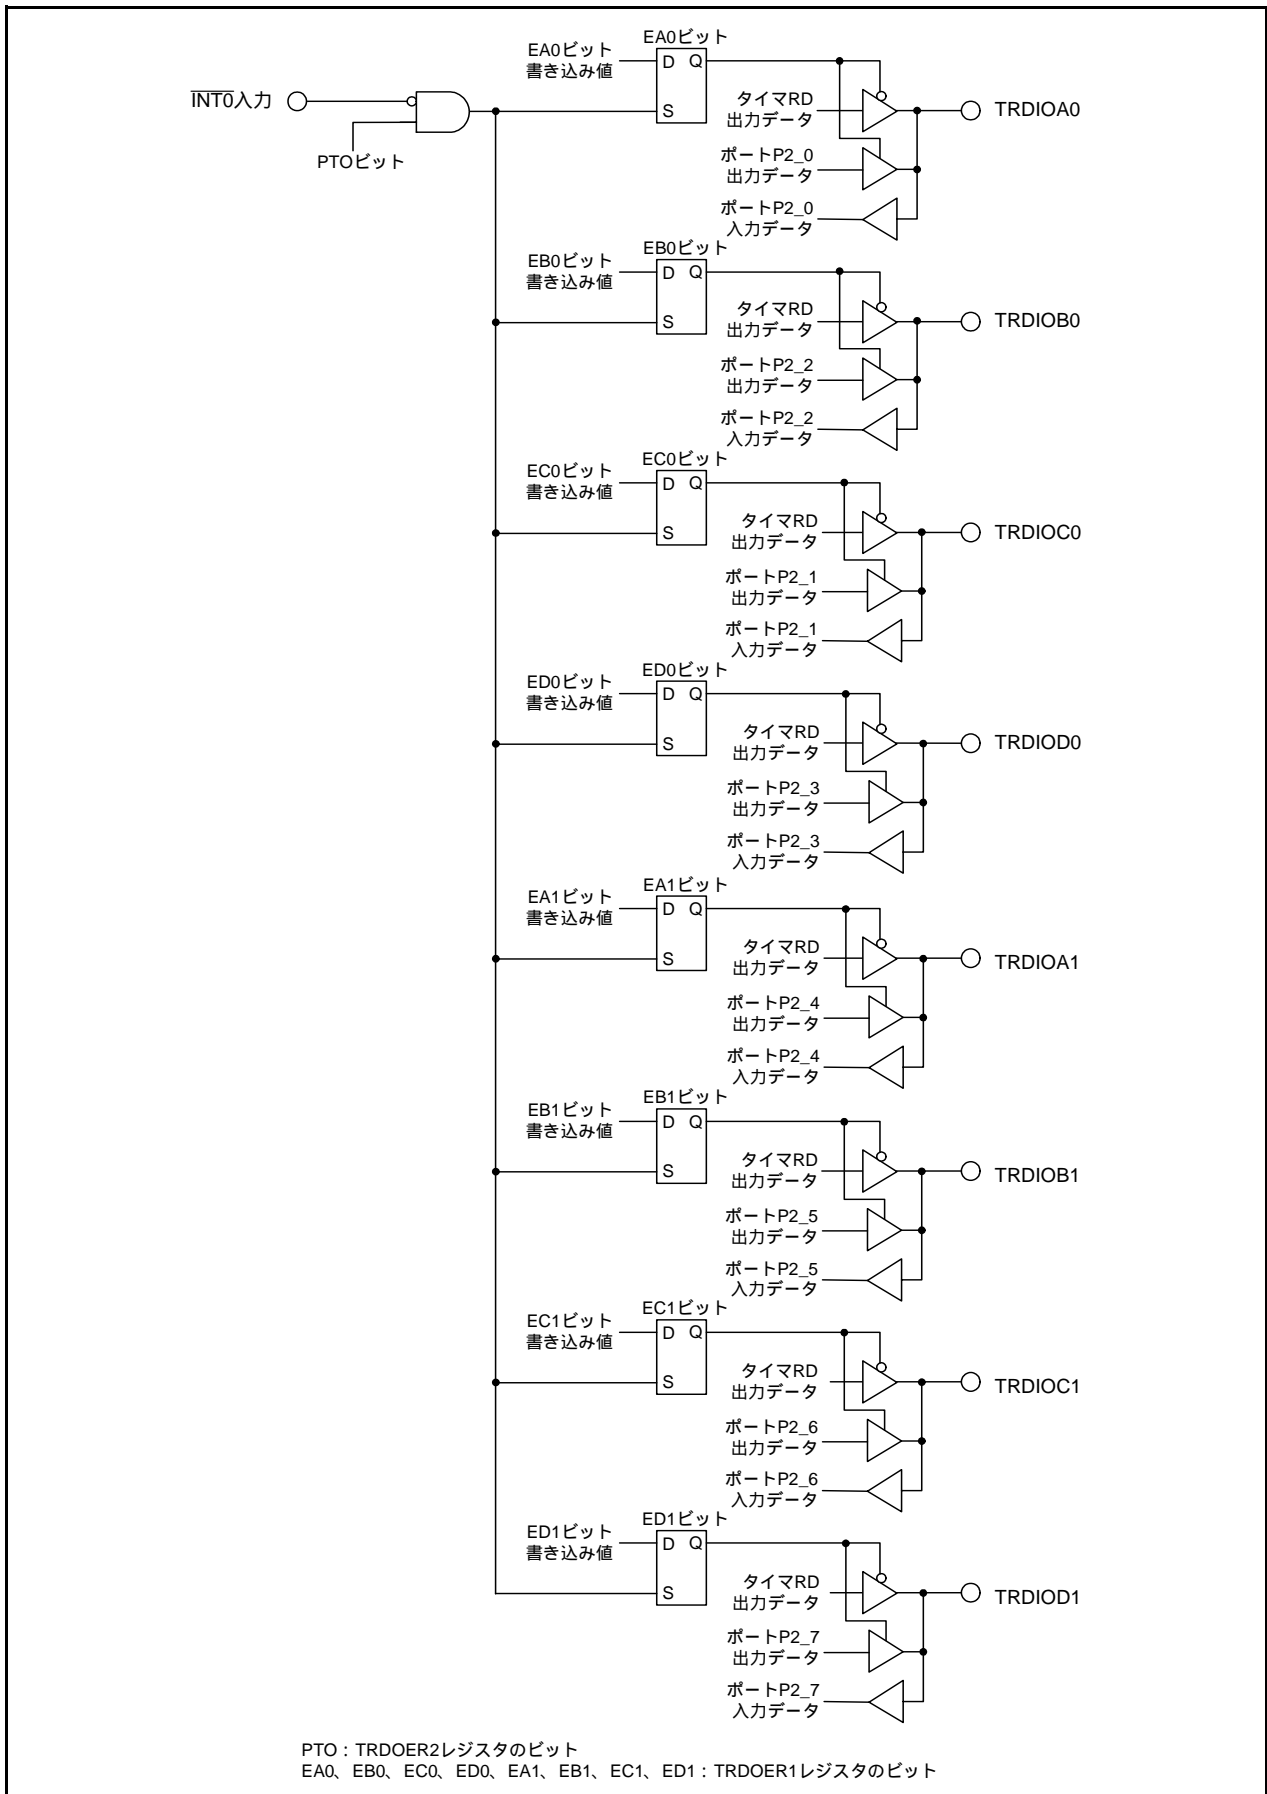 INT0入力
PTOビット
EA0ビット
書き込み値
EA0ビット
D Q
S
タイマRD
出力データ
ポートP2_0
出力データ
ポートP2_0
入力データ
TRDIOA0
EB0ビット
書き込み値
EB0ビット
D Q
S
タイマRD
出力データ
ポートP2_2
出力データ
ポートP2_2
入力データ
TRDIOB0
EC0ビット
書き込み値
EC0ビット
D Q
S
タイマRD
出力データ
ポートP2_1
出力データ
ポートP2_1
入力データ
TRDIOC0
ED0ビット
書き込み値
ED0ビット
D Q
S
タイマRD
出力データ
ポートP2_3
出力データ
ポートP2_3
入力データ
TRDIOD0
EA1ビット
書き込み値
EA1ビット
D Q
S
タイマRD
出力データ
ポートP2_4
出力データ
ポートP2_4
入力データ
TRDIOA1
EB1ビット
書き込み値
EB1ビット
D Q
S
タイマRD
出力データ
ポートP2_5
出力データ
ポートP2_5
入力データ
TRDIOB1
EC1ビット
書き込み値
EC1ビット
D Q
S
タイマRD
出力データ
ポートP2_6
出力データ
ポートP2_6
入力データ
TRDIOC1
ED1ビット
書き込み値
ED1ビット
D Q
S
タイマRD
出力データ
ポートP2_7
出力データ
ポートP2_7
入力データ
TRDIOD1
PTO：TRDOER2レジスタのビット
EA0、EB0、EC0、ED0、EA1、EB1、EC1、ED1：TRDOER1レジスタのビット